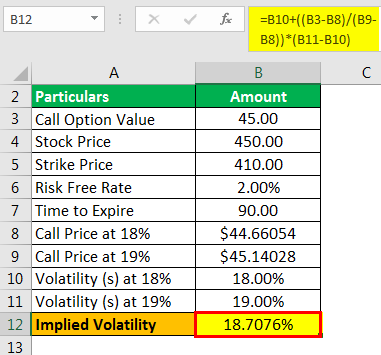 B12
fx
=B10+((B3-B8)/(B9-
B8))*(B11-B10)
A B C
2 Particulars Amount
3 Call Option Value 45.00
4 Stock Price 450.00
5 Strike Price 410.00
6 Risk Free Rate 2.00%
7 Time to Expire 90.00
8 Call Price at 18% $44.66054
9 Call Price at 19% $45.14028
10 Volatility (s) at 18% 18.00%
11 Volatility (s) at 19% 19.00%
12 Implied Volatility 18.7076%
13